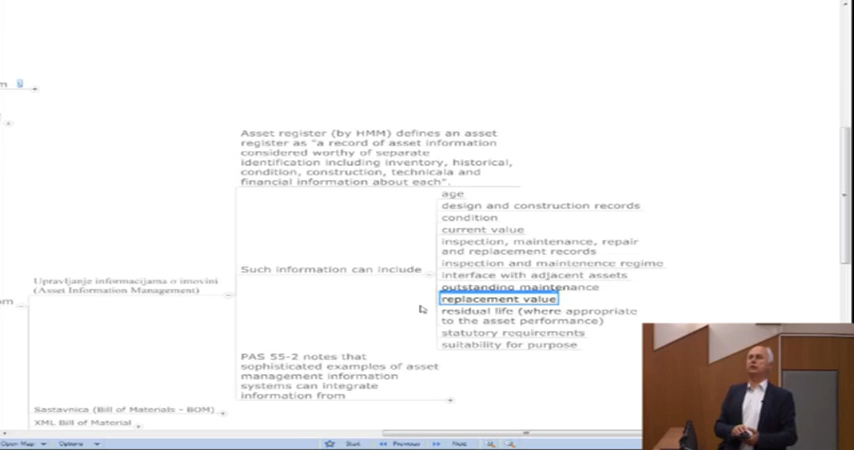 Asset register (by HMM) defines an asset
register as "a record of asset information
considered worthy of separate
identification including inventory, historical,
condition, construction, technicala and
financial information about each".
Such information can include
age
design and construction records
condition
current value
inspection, maintenance, repair
and replacement records
inspection and maintenence regime
interface with adjacent assets
outstanding maintenance
replacement value
residual life (where appropriate
to the asset performance)
statutory requirements
suitability for purpose
Upravljanje informacijama o imovini
(Asset Information Management)
PAS 55-2 notes that
sophisticated examples of asset
management information
systems can integrate
information from
Sastavnica (Bill of Materials - BOM)
XML Bill of Material
Open Map
Options
Start
Previous